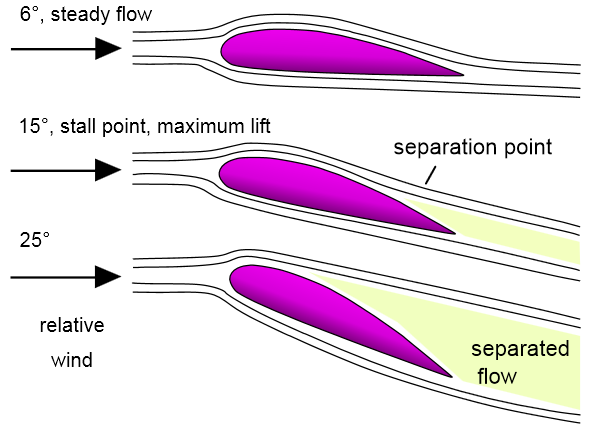 6°, steady flow
15°, stall point, maximum lift
separation point
25°
relative
wind
separated
flow